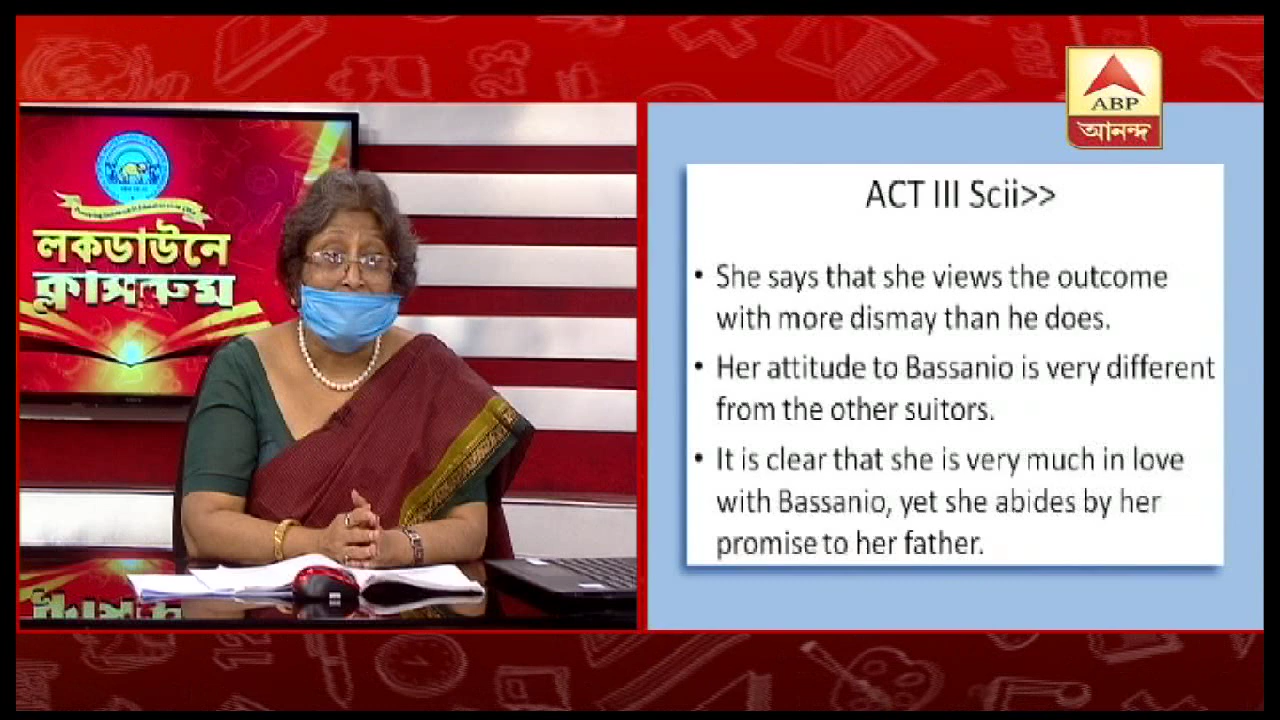 ABP
আনন্দ
লকডাউনে
ক্লাসরুম
ACT III Scii>>
• She says that she views the outcome
with more dismay than he does.
• Her attitude to Bassanio is very different
from the other suitors.
• It is clear that she is very much in love
with Bassanio, yet she abides by her
promise to her father.